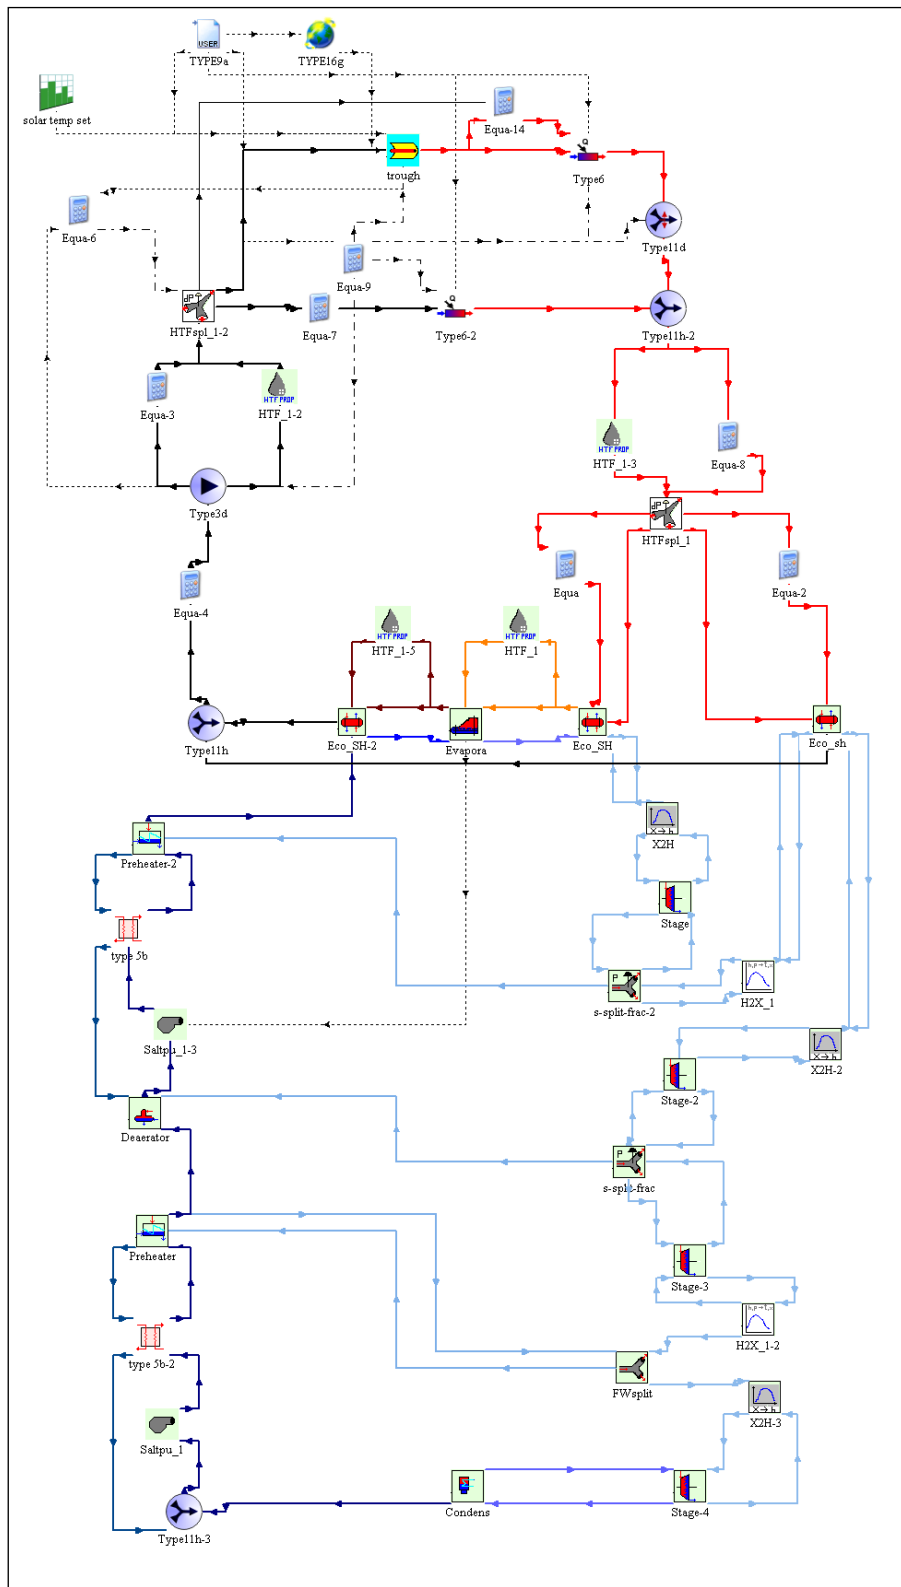 USER
TYPE9a
TYPE16g
solar temp set
Equa-14
Q
trough
Type6
Equa-6
Type11d
Equa-9
dP
Q
HTFspl_1-2
Equa-7
Type6-2
Type11h-2
HTF PROP
Equa-3
HTF_1-2
HTF PROP
HTF_1-3
Equa-8
Type3d
dP
HTFspl_1
Equa-4
Equa
Equa-2
HTF PROP
HTF_1-5
HTF PROP
HTF_1
Type11h
Eco_SH-2
Evapora
Eco_SH
Eco_sh
X→h
X2H
Preheater-2
Stage
type 5b
P
s-split-frac-2
h,p→t,s
H2X_1
Saltpu_1-3
X→h
X2H-2
Stage-2
Deaerator
P
s-split-frac
Preheater
Stage-3
h,p→t,s
H2X_1-2
type 5b-2
FWsplit
X→h
X2H-3
Saltpu_1
Condens
Stage-4
Type11h-3